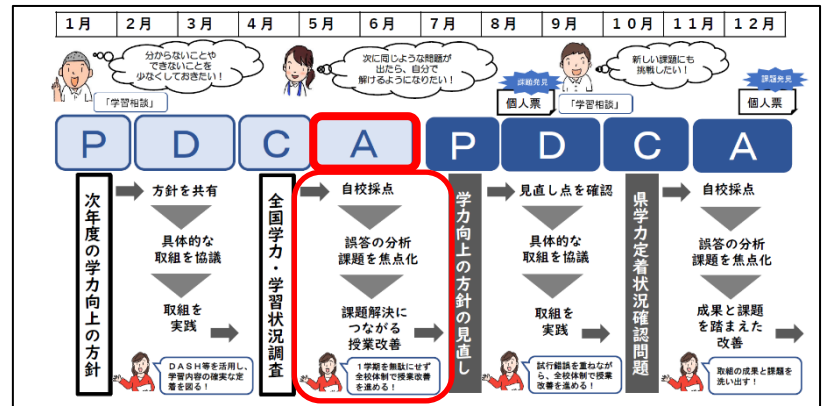 1月 2月 3月 4月 5月 6月 7月 8月 9月 10月 11月 12月
分からないことや
できないことを
少なくしておきたい!
次に同じような問題が
出たら、自分で
解けるようになりたい!
新しい課題にも
挑戦したい!
「学習相談」
課題発見
個人票
「学習相談」
課題発見
個人票
P D C A P D C A
次年度の学力向上の方針
方針を共有
具体的な
取組を協議
取組を
実践
DASH等を活用し、
学習内容の確実な定
着を図る!
全国学力・学習状況調査
自校採点
誤答の分析
課題を焦点化
課題解決に
つながる
授業改善
1学期を無駄にせず
全校体制で授業改善
を進める!
学力向上の方針の見直し
見直し点を確認
具体的な
取組を協議
取組を
実践
試行錯誤を重ねなが
ら、全校体制で授業
改善を進める!
県学力定着状況確認問題
自校採点
誤答の分析
課題を焦点化
成果と課題
を踏まえた
改善
取組の成果と課題を
洗い出す!